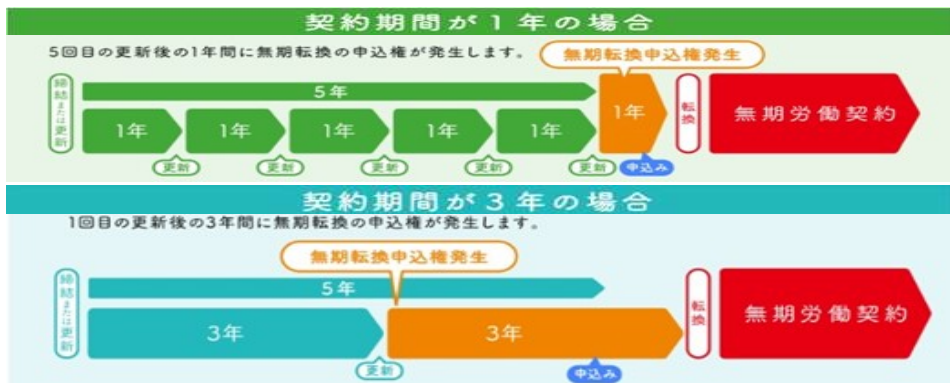 契約期間が1年の場合
5回目の更新後の1年間に無期転換の申込権が発生します。
無期転換申込権発生
締結または更新
5年
1年
1年
1年
1年
1年
1年
転換
無期労働契約
更新
更新
更新
更新
更新
申込み
契約期間が3年の場合
1回目の更新後の3年間に無期転換の申込権が発生します。
無期転換申込権発生
締結または更新
5年
3年
3年
転換
無期労働契約
更新
申込み